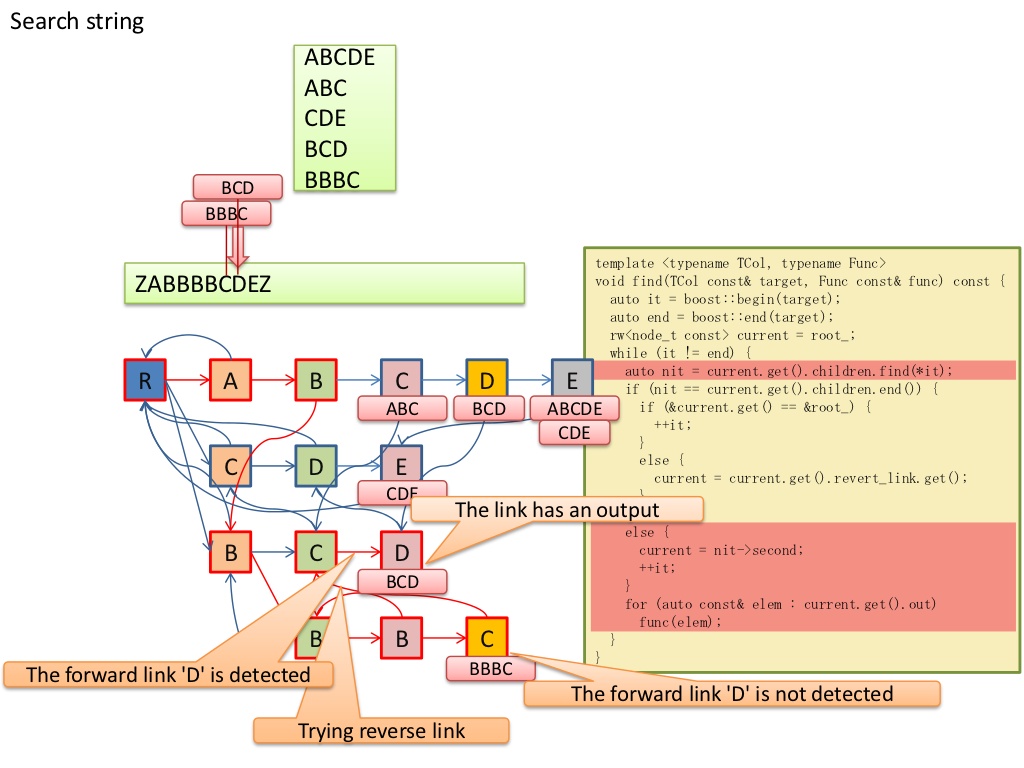 Search string
ABCDE
ABC
CDE
BCD
BBBC
BCD
BBBC
ZABBBBCDEZ
template <typename TCol, typename Func>
void find(TCol const& target, Func const& func) const {
auto it = boost::begin(target);
auto end = boost::end(target);
rw<node_t const> current = root_;
while (it != end) {
auto nit = current.get().children.find(*it);
if (nit == current.get().children.end()) {
if (&current.get() == &root_) {
++it;
}
else {
current = current.get().revert_link.get();
}
else {
current = nit->second;
++it;
}
for (auto const& elem : current.get().out)
func(elem);
}
}
R A B C D E
ABC BCD ABCDE
CDE
C D E
CDE
The link has an output
B C D
BCD
B B C
BBBC
The forward link 'D' is detected
The forward link 'D' is not detected
Trying reverse link